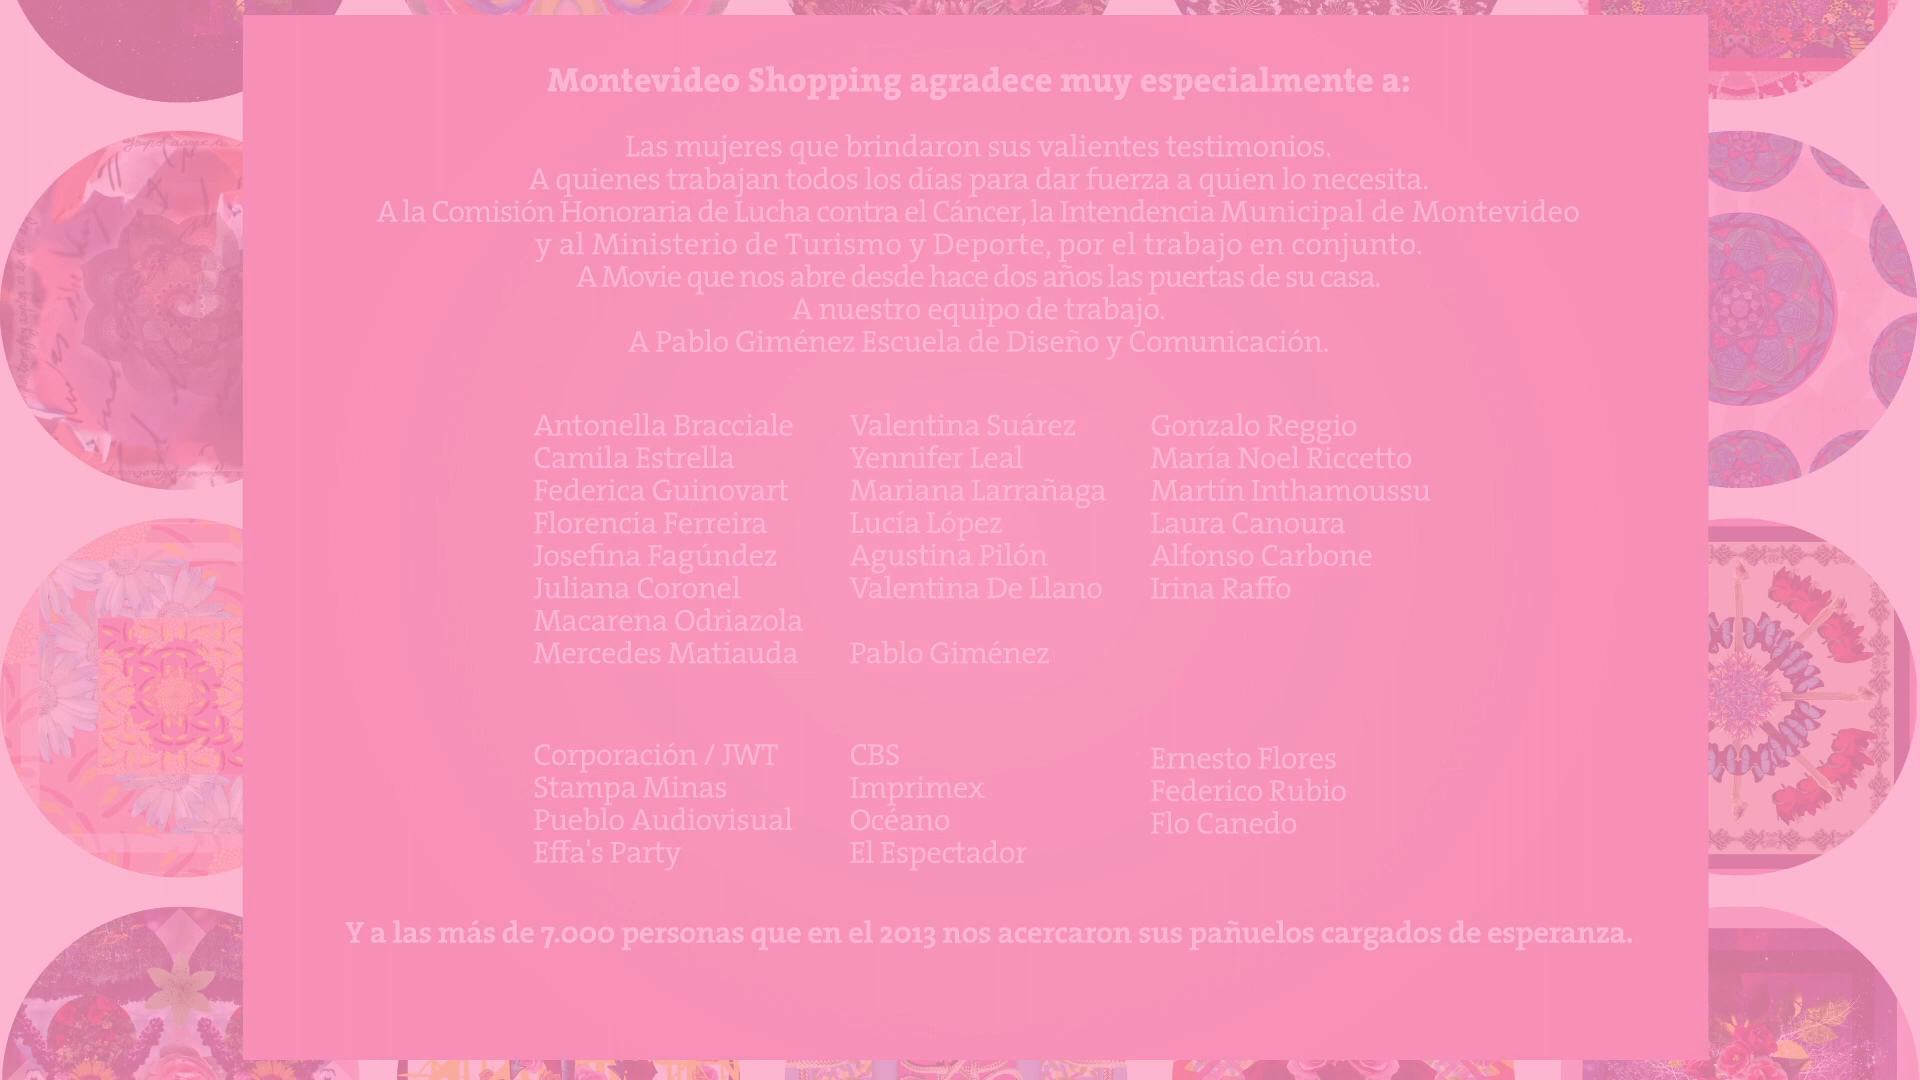 Montevideo Shopping agradece muy especialmente a:
Las mujeres que brindaron sus valientes testimonios.
A quienes trabajan todos los días para dar fuerza a quien lo necesita.
A la Comisión Honoraria de Lucha contra el Cáncer, la Intendencia Municipal de Montevideo
y al Ministerio de Turismo y Deporte, por el trabajo en conjunto.
A Movie que nos abre desde hace dos años las puertas de su casa.
A nuestro equipo de trabajo.
A Pablo Giménez Escuela de Diseño y Comunicación.
Antonella Bracciale
Camila Estrella
Federica Guinovart
Florencia Ferreira
Josefina Fagúndez
Juliana Coronel
Macarena Odriazola
Mercedes Matiauda
Valentina Suárez
Yennifer Leal
Mariana Larrañaga
Lucía López
Agustina Pilón
Valentina De Llano
Pablo Giménez
Gonzalo Reggio
María Noel Riccetto
Martín Inthamoussu
Laura Canoura
Alfonso Carbone
Irina Raffo
Corporación / JWT
Stampa Minas
Pueblo Audiovisual
Effa's Party
CBS
Imprimex
Océano
El Espectador
Ernesto Flores
Federico Rubio
Flo Canedo
Y a las más de 7.000 personas que en el 2013 nos acercaron sus pañuelos cargados de esperanza.